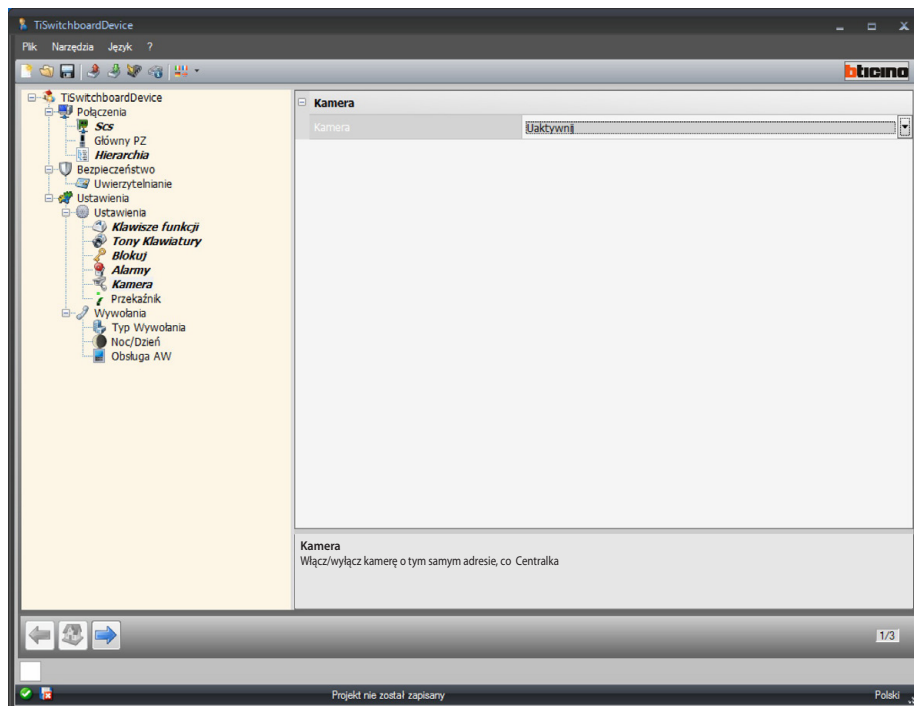 TiSwitchboardDevice
Plik Narzędzia Język ?
bticino
TiSwitchboardDevice
Połączenia
Scs
Główny PZ
Hierarchia
Bezpieczeństwo
Uwierzytelnianie
Ustawienia
Ustawienia
Klawisze funkcji
Tony Klawiatury
Blokuj
Alarmy
Kamera
Przekaźnik
Wywołania
Typ Wywołania
Noc/Dzień
Obsługa AW
Kamera
Kamera Uaktywnij
Kamera
Włącz/wyłącz kamerę o tym samym adresie, co Centralka
1/3
Projekt nie został zapisany Polski